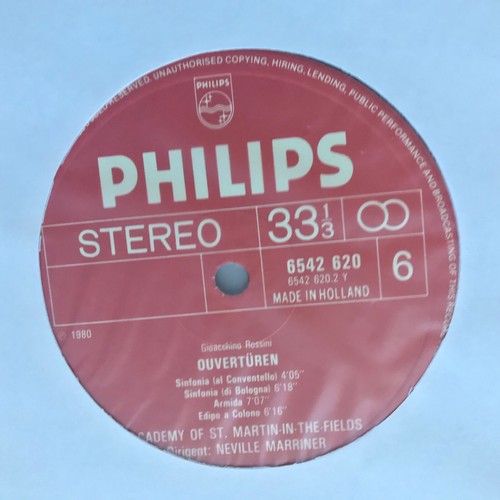 RESERVED. UNAUTHORISED COPYING, HIRING, LENDING, PUBLIC PERFORMANCE AND BROADCASTING OF THIS RECORD
PHILIPS
PHILIPS
STEREO
33 1/3
6542 620
6542 620.2 Y
MADE IN HOLLAND
6
℗ 1980
Gioacchino Rossini
OUVERTÜREN
Sinfonia (al Conventello) 4'05"
Sinfonia (di Bologna) 6'18"
Armida 7'07"
Edipo a Colono 6'16"
ACADEMY OF ST. MARTIN-IN-THE-FIELDS
Dirigent: NEVILLE MARRINER